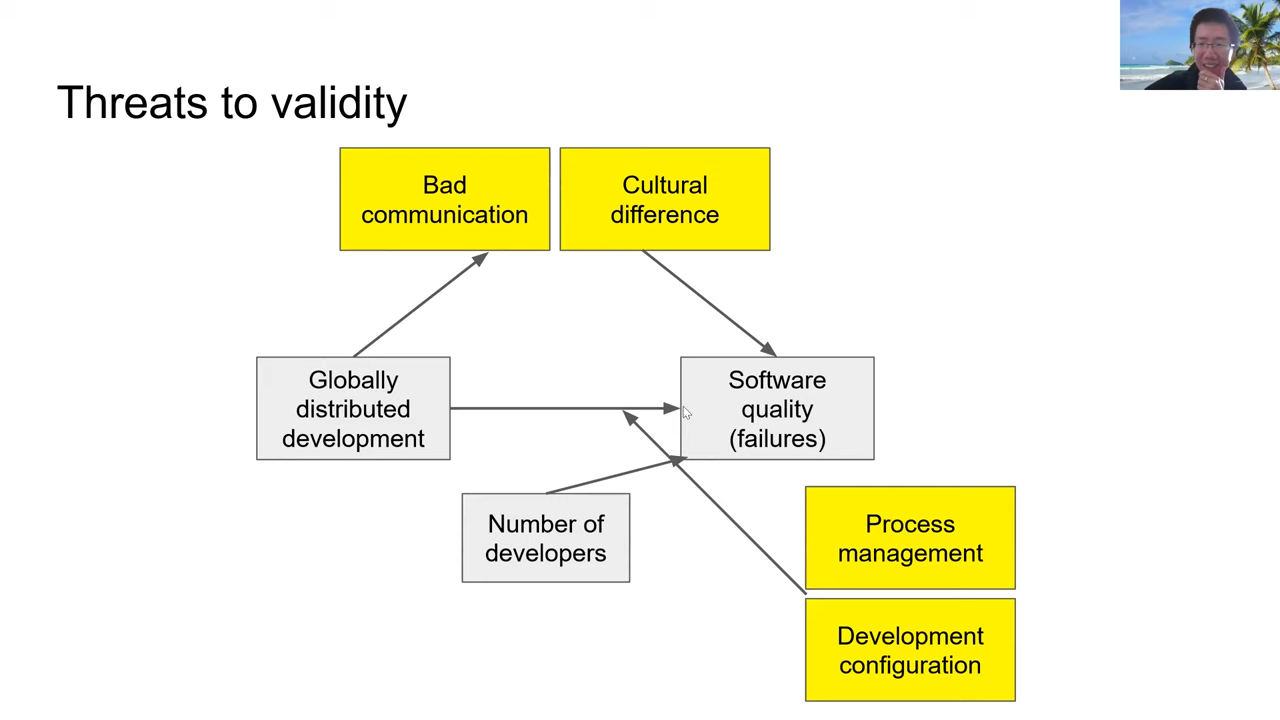 Threats to validity
Bad
communication
Cultural
difference
Globally
distributed
development
Software
quality
(failures)
Number of
developers
Process
management
Development
configuration